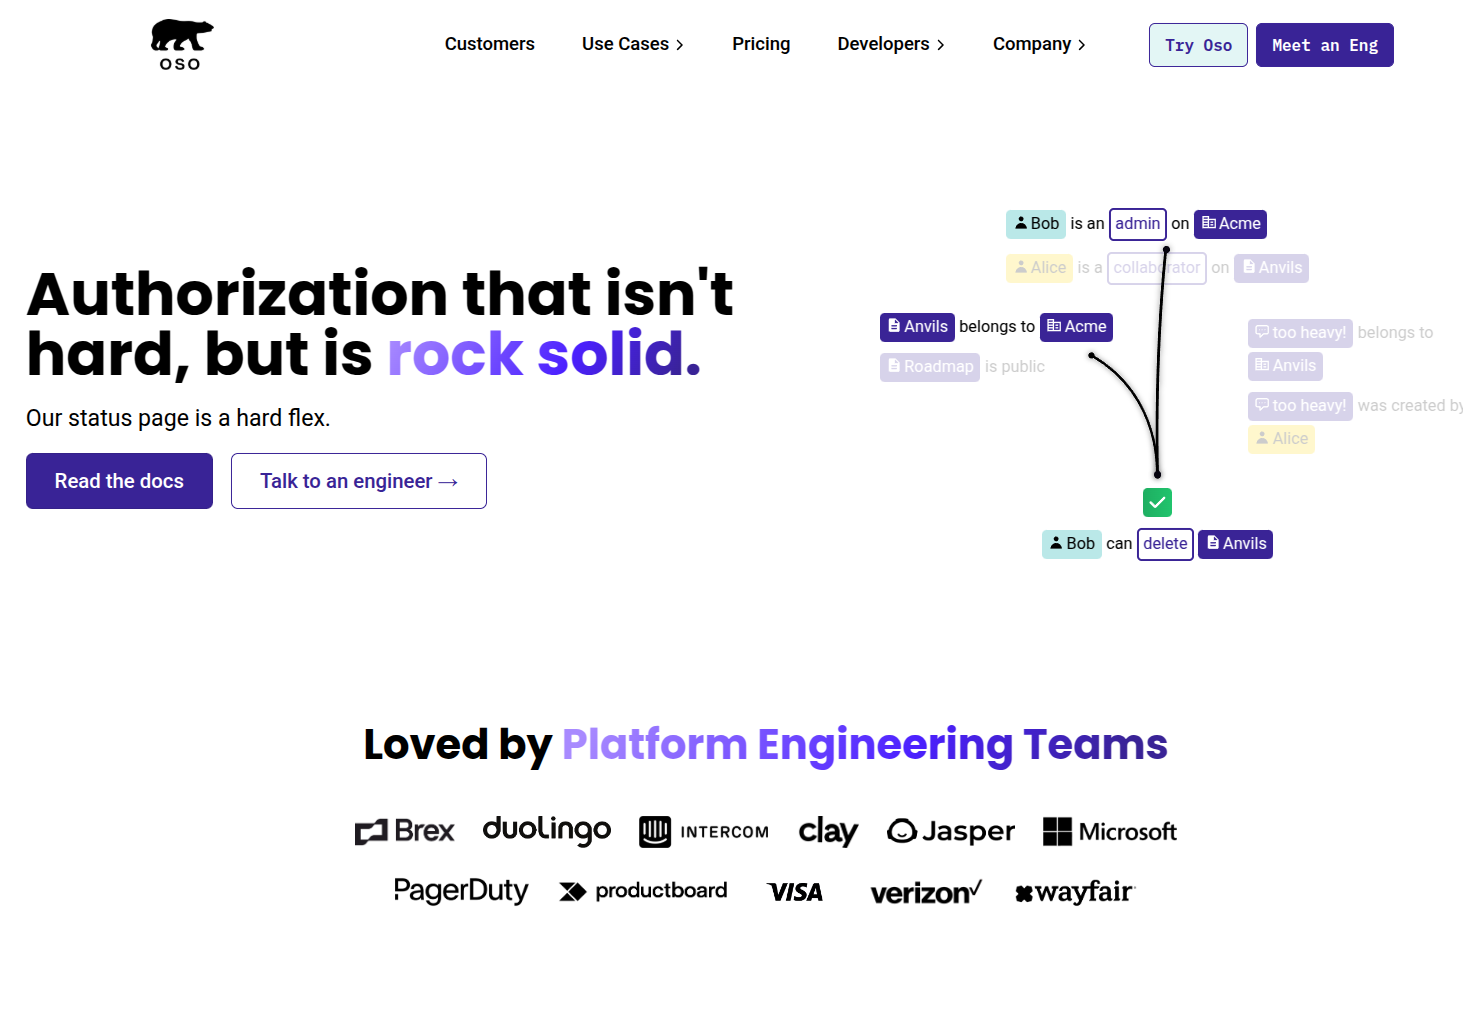 OSO
Customers
Use Cases
Pricing
Developers
Company
Try Oso
Meet an Eng
Authorization that isn't
hard, but is rock solid.
Our status page is a hard flex.
Read the docs
Talk to an engineer →
Bob is an admin on Acme
Alice is a collaborator on Anvils
Anvils belongs to Acme
Roadmap is public
too heavy! belongs to
Anvils
too heavy! was created by
Alice
Bob can delete Anvils
Loved by Platform Engineering Teams
Brex
duolingo
INTERCOM
clay
Jasper
Microsoft
PagerDuty
productboard
VISA
verizon✓
wayfair